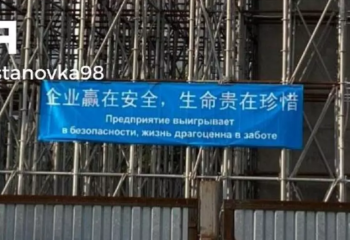 я
stanovka98
企业赢在安全，生命贵在珍惜
Предприятие выигрывает
в безопасности, жизнь драгоценна в заботе